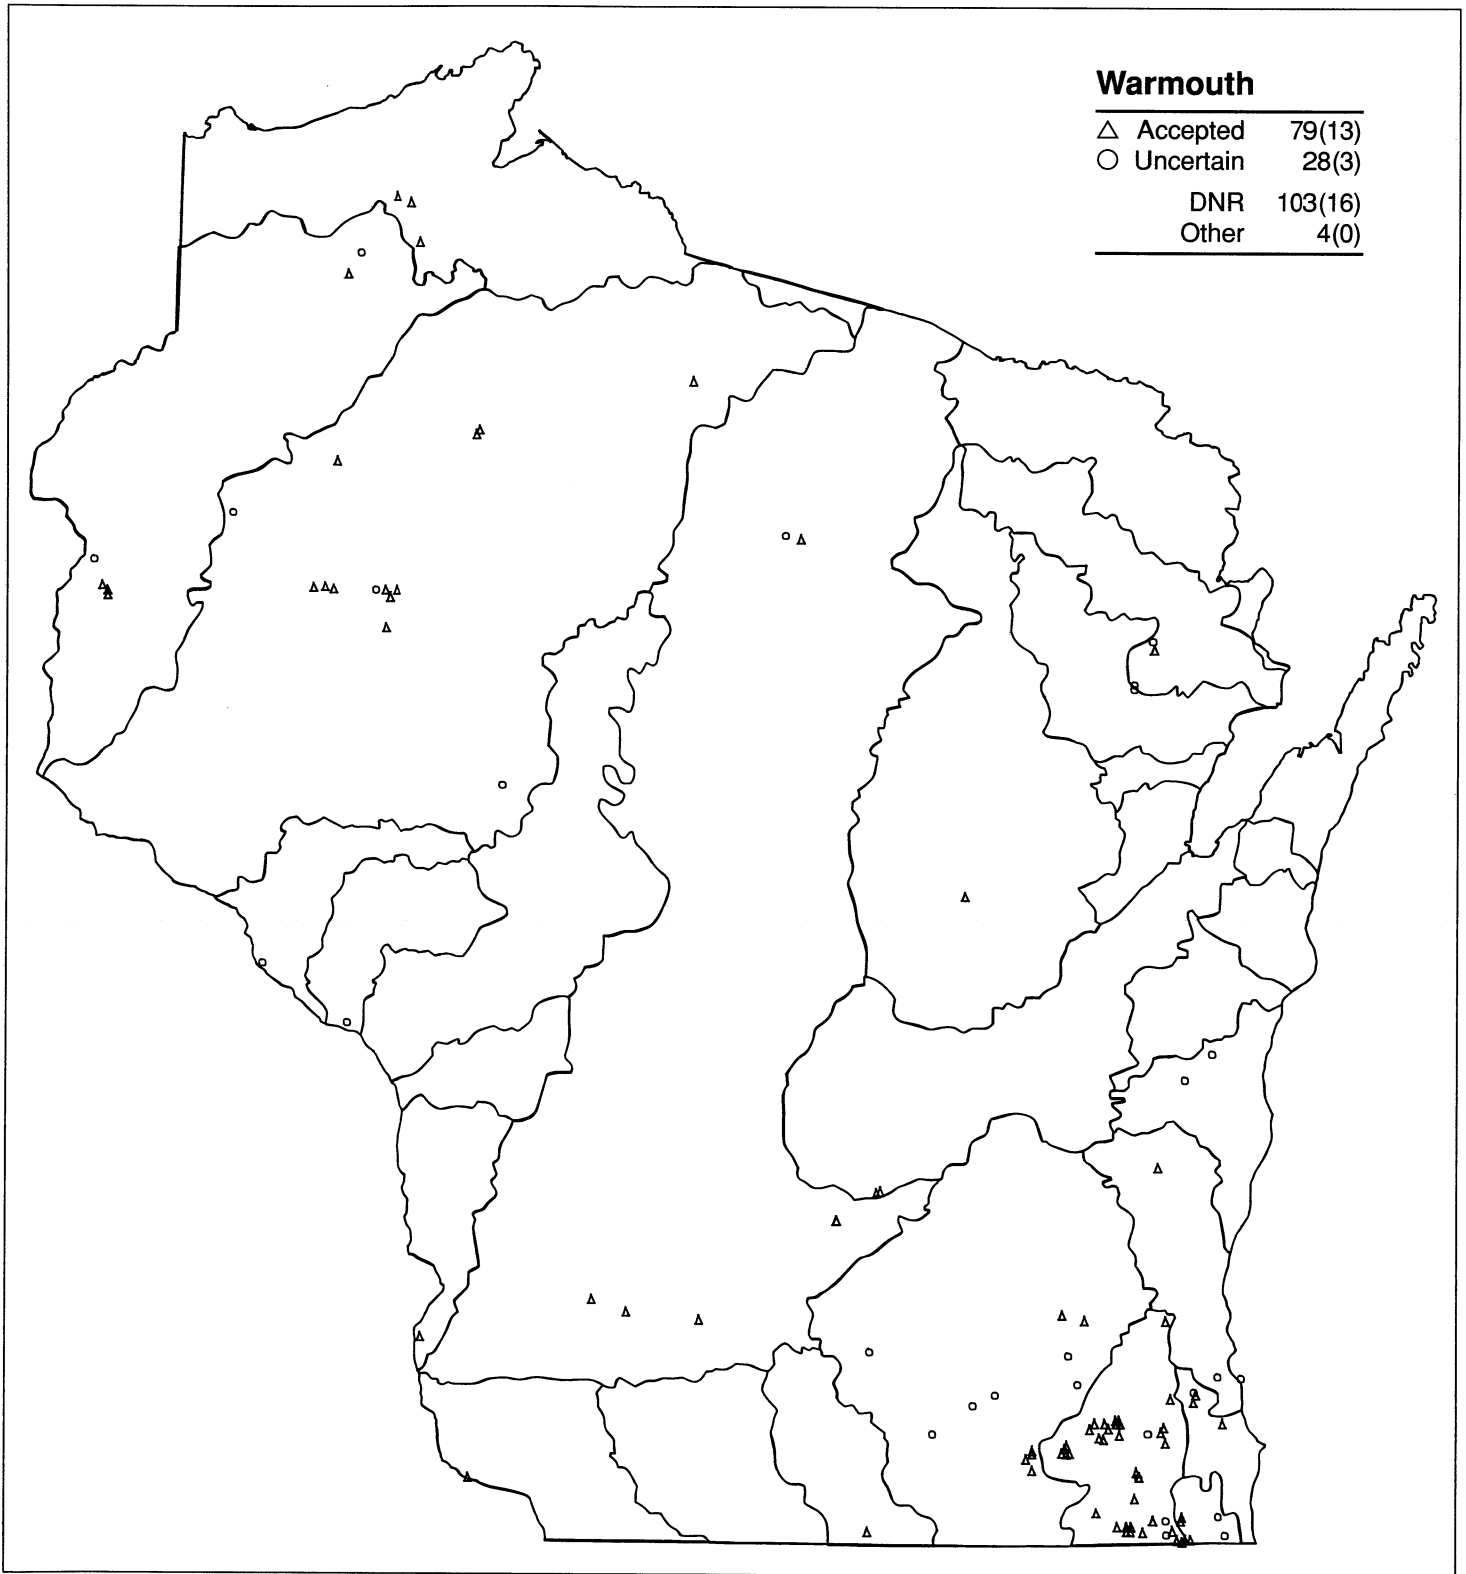 Warmouth
△ Accepted 79(13)
○ Uncertain 28(3)
DNR 103(16)
Other 4(0)